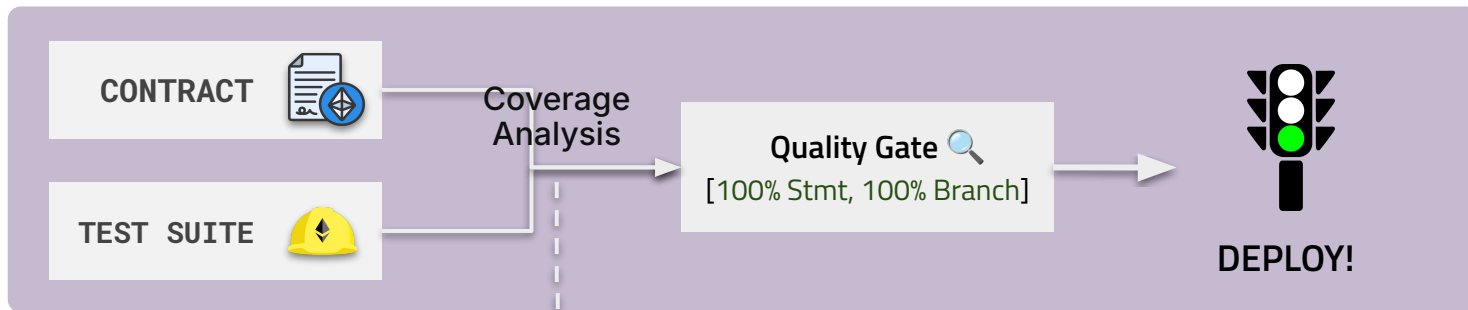 CONTRACT
Coverage
Analysis
Quality Gate
[100% Stmt, 100% Branch]
TEST SUITE
DEPLOY!